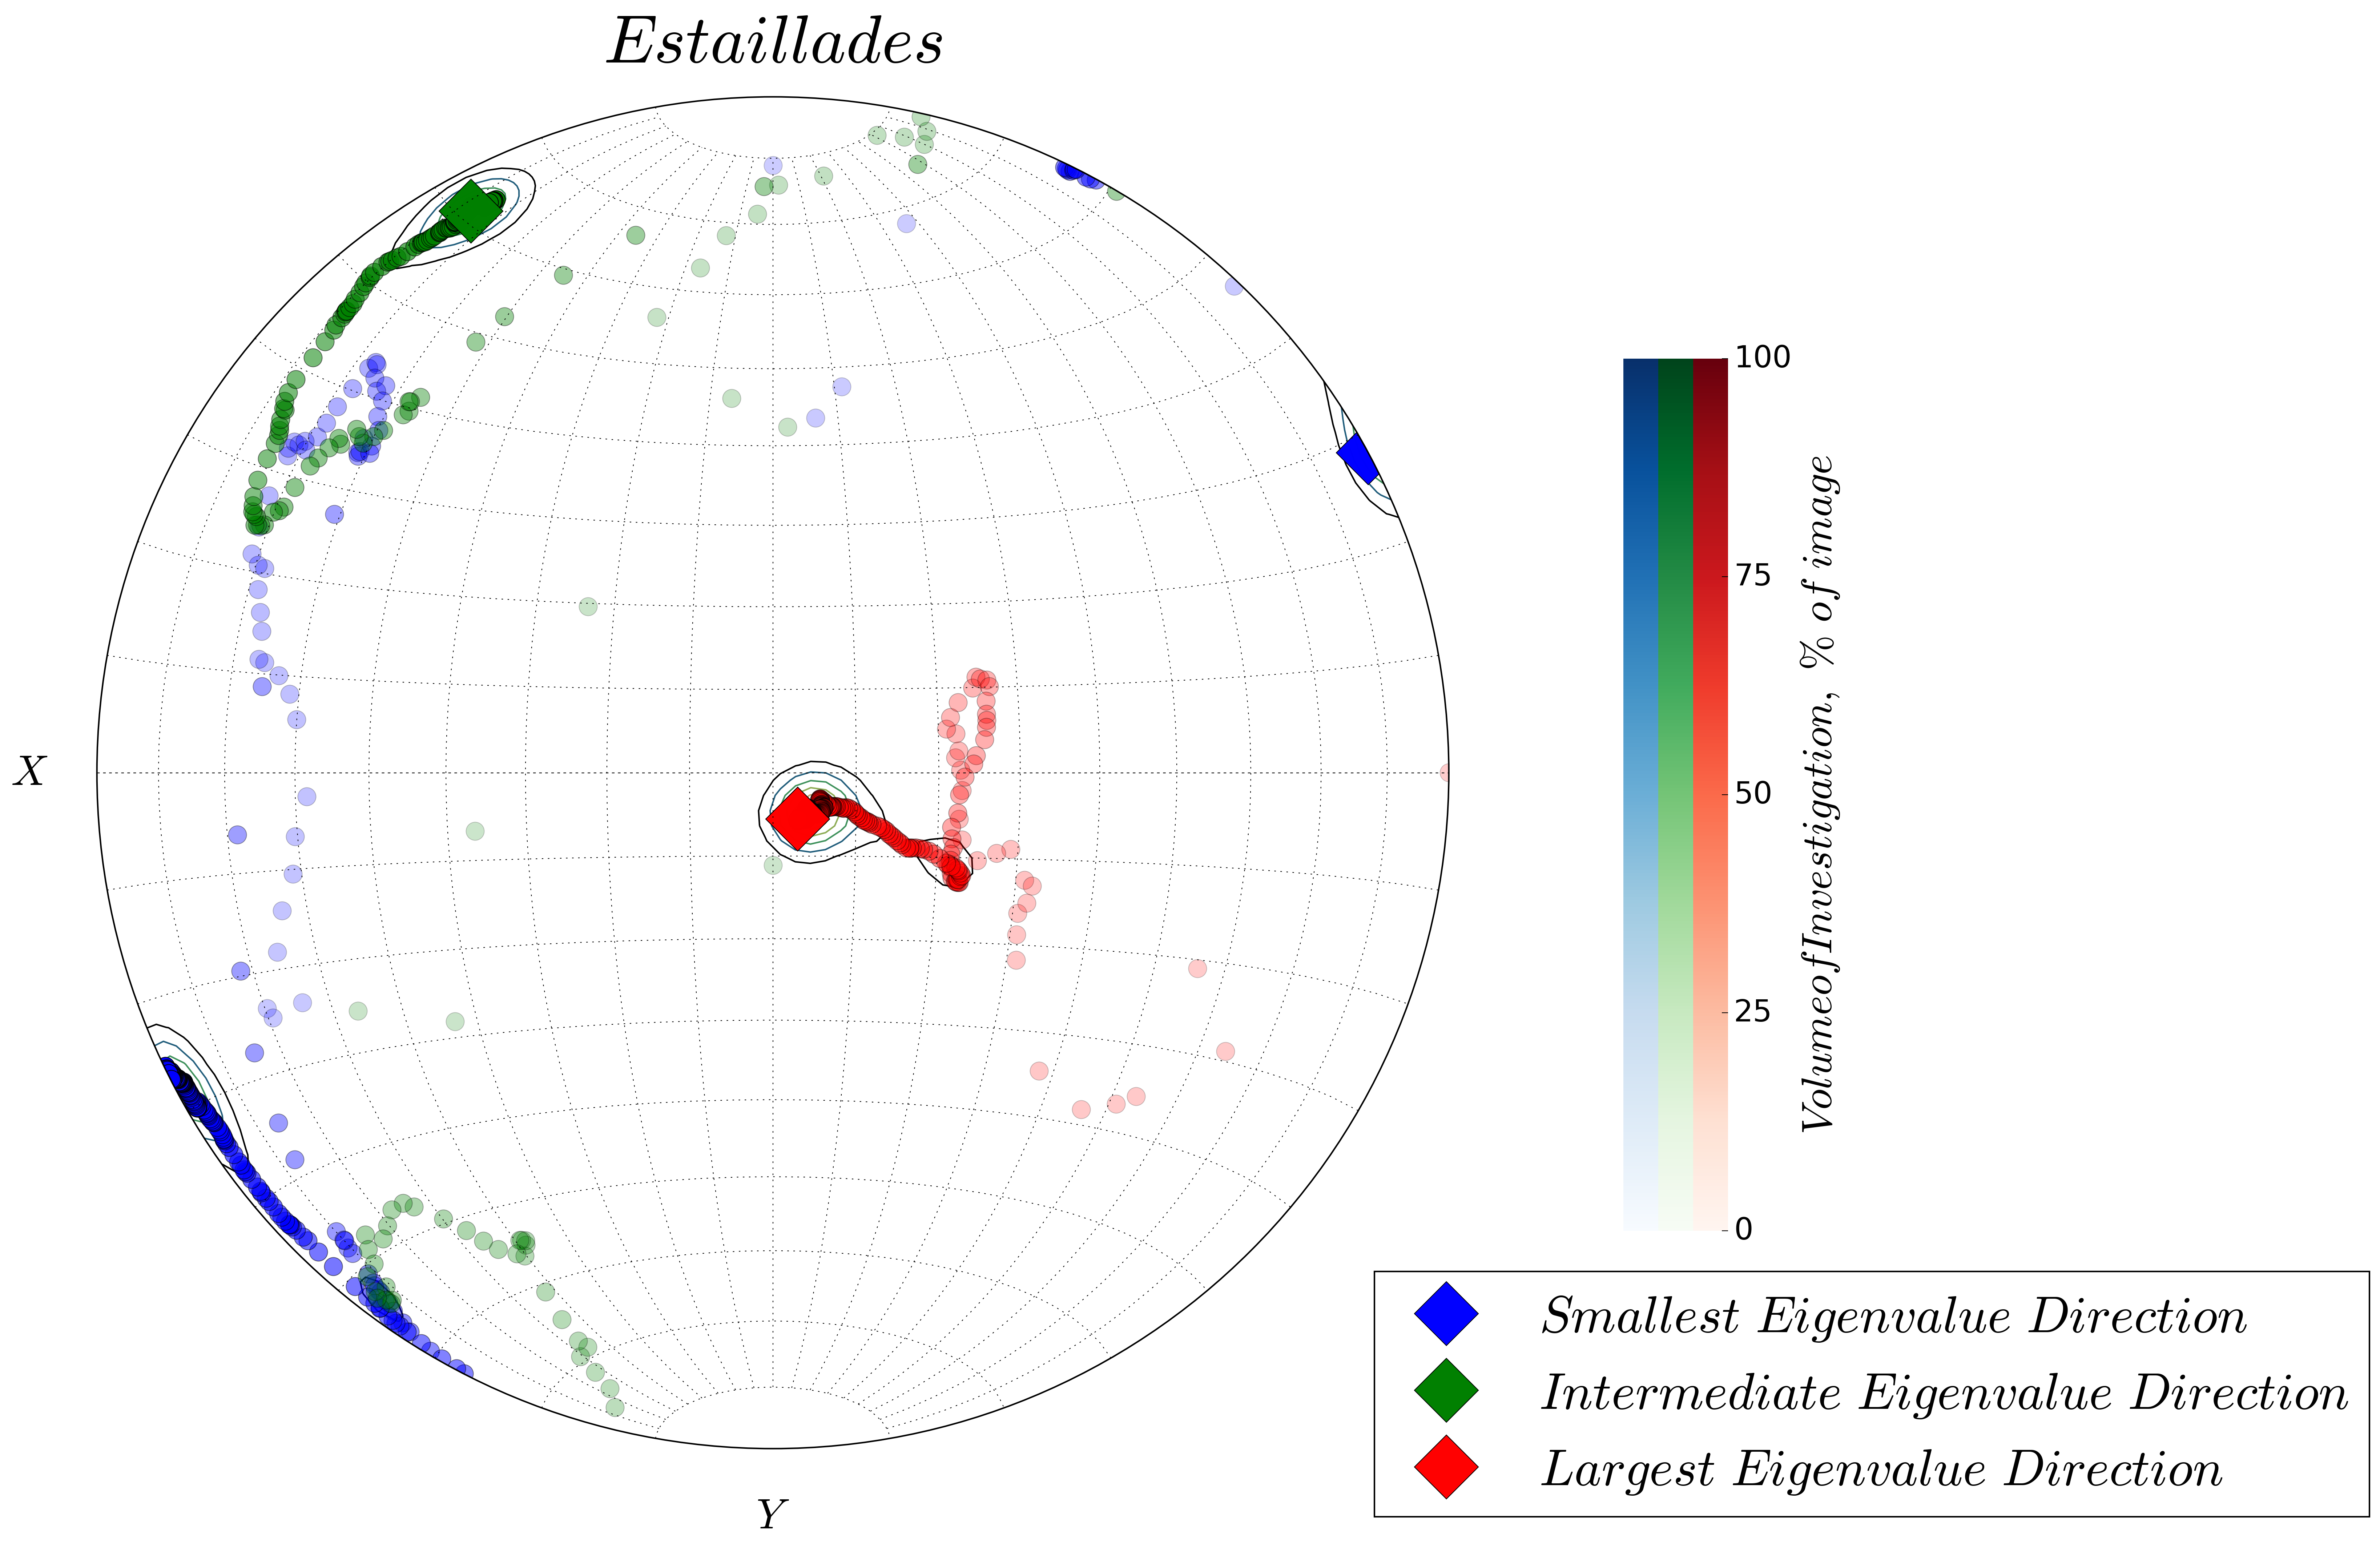 Estaillades
X
Y
100
75
50
25
0
VolumeofInvestigation, % of image
Smallest Eigenvalue Direction
Intermediate Eigenvalue Direction
Largest Eigenvalue Direction